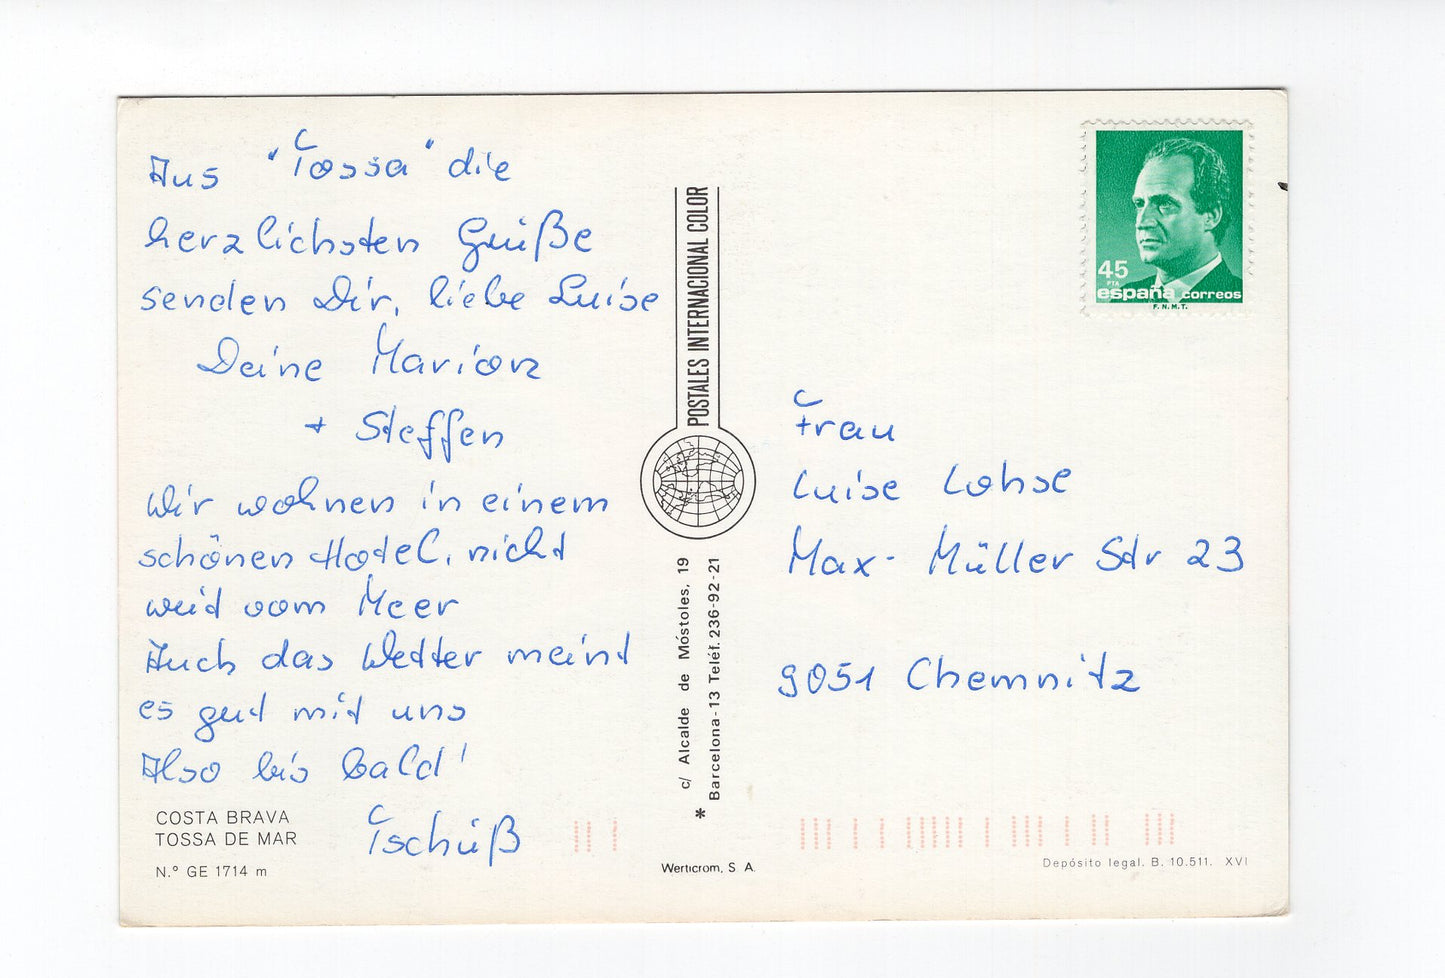 Aus "Tossa" die
herzlichsten Grüße
senden Dir, liebe Luise
Deine Marion
+ Steffen
Wir wohnen in einem
schönen Hotel, nicht
weit vom Meer
Auch das Wetter meint
es gut mit uns
Also bis bald!
Tschüß
COSTA BRAVA
TOSSA DE MAR
N.° GE 1714 m
POSTALES INTERNACIONAL COLOR
c/ Alcalde de Móstoles, 19
Barcelona-13 Teléf. 236-92-21
*
Werticrom, S. A.
45
PTA
españa correos
F.N.M.T.
Frau
Luise Lohse
Max-Müller Str 23
9051 Chemnitz
Depósito legal. B. 10.511. XVI